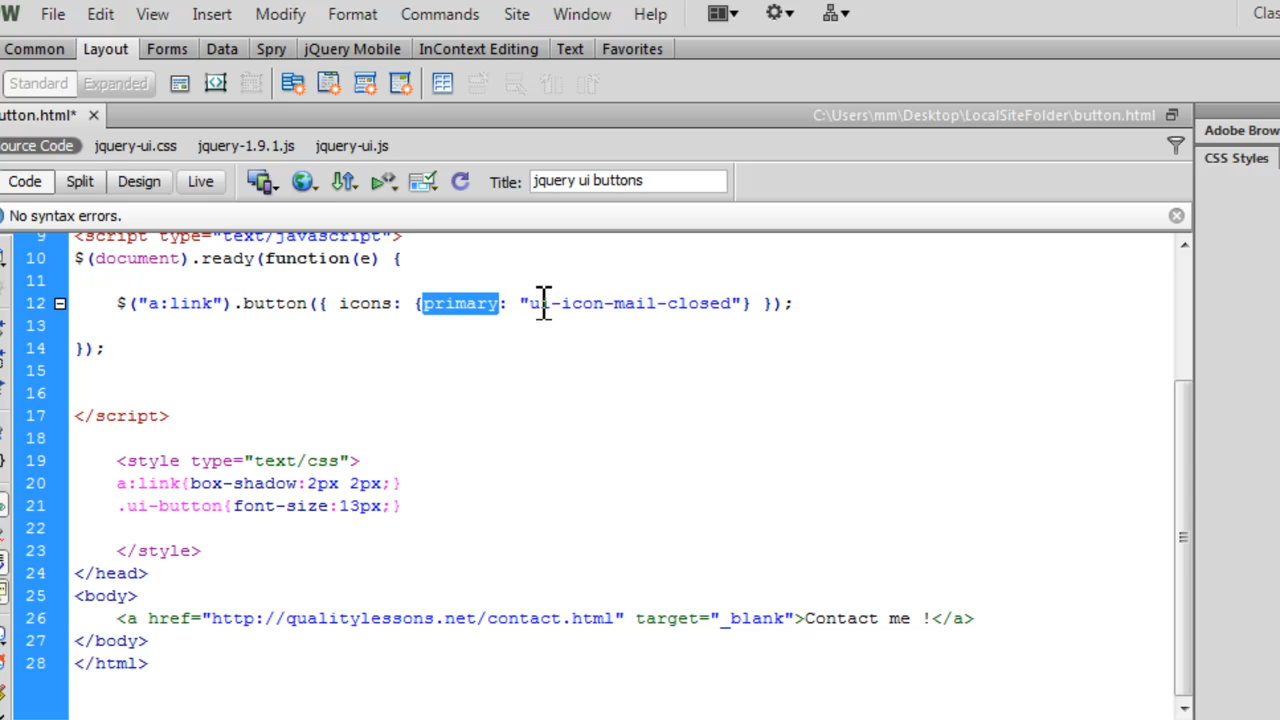 W File Edit View Insert Modify Format Commands Site Window Help Clas
Common Layout Forms Data Spry jQuery Mobile InContext Editing Text Favorites
Standard Expanded
utton.html* C:\Users\mm\Desktop\LocalSiteFolder\button.html
ource Code jquery-ui.css jquery-1.9.1.js jquery-ui.js
Adobe Brow
CSS Styles
Code Split Design Live Title: jquery ui buttons
No syntax errors.
9 <script type="text/javascript">
10 $(document).ready(function(e) {
11
12 $("a:link").button({ icons: {primary: "ui-icon-mail-closed"} });
13
14 });
15
16
17 </script>
18
19 <style type="text/css">
20 a:link{box-shadow:2px 2px;}
21 .ui-button{font-size:13px;}
22
23 </style>
24 </head>
25 <body>
26 <a href="http://qualitylessons.net/contact.html" target="_blank">Contact me !</a>
27 </body>
28 </html>